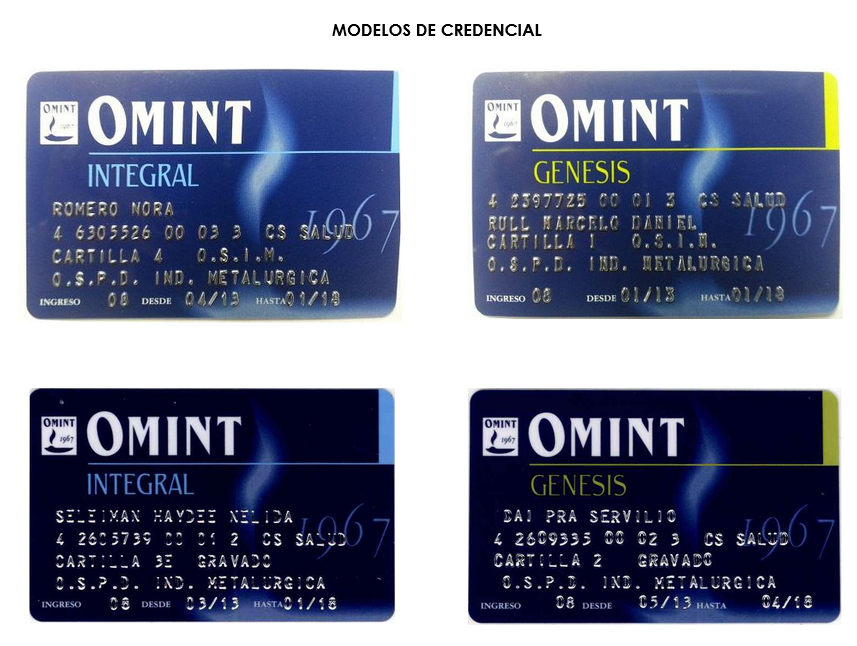 MODELOS DE CREDENCIAL
OMINT 1967 OMINT
INTEGRAL
1967
ROMERO NORA
4 6305526 00 03 3 CS SALUD
CARTILLA 4 O.S.I.M.
O.S.P.D. IND. METALURGICA
INGRESO 08 DESDE 04/13 HASTA 01/18
OMINT 1967 OMINT
GENESIS
1967
4 2397725 00 01 3 CS SALUD
RULL MARCELO DANIEL
CARTILLA 1 O.S.I.M.
O.S.P.D. IND. METALURGICA
INGRESO 08 DESDE 01/13 HASTA 01/18
OMINT 1967 OMINT
INTEGRAL
1967
SELEIMAN HAYDEE NELIDA
4 2605739 00 01 2 CS SALUD
CARTILLA 3E GRAVADO
O.S.P.D. IND. METALURGICA
INGRESO 08 DESDE 03/13 HASTA 01/18
OMINT 1967 OMINT
GENESIS
1967
DAI PRA SERVILIO
4 2609335 00 02 3 CS SALUD
CARTILLA 2 GRAVADO
O.S.P.D. IND. METALURGICA
INGRESO 08 DESDE 05/13 HASTA 04/18